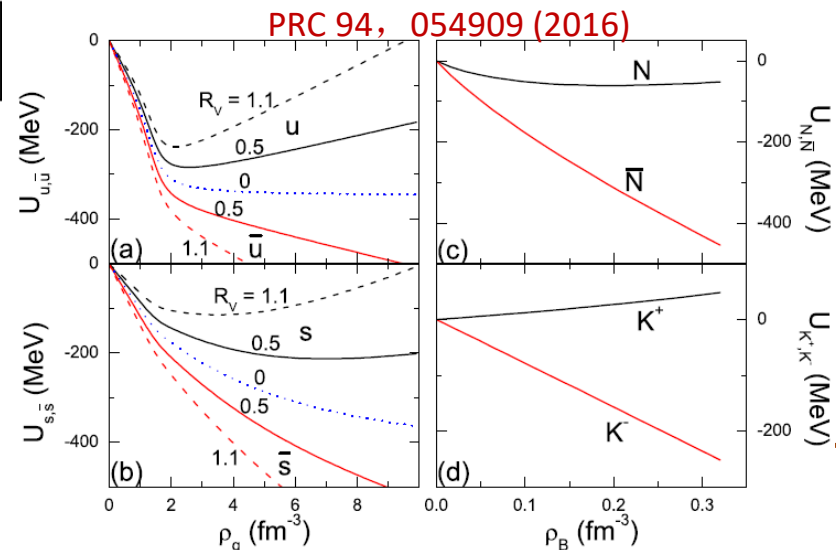 PRC 94，054909 (2016)
0
-200
-400
U_{u,ū} (MeV)
R_V = 1.1
u
0.5
0
0.5
1.1
ū
(a)
0
-200
-400
U_{s,s̄} (MeV)
R_V = 1.1
s
0.5
0
0.5
1.1
s̄
(b)
0 2 4 6 8
ρ_q (fm^{-3})
N
N̄
(c)
0
-200
-400
U_{N,N̄} (MeV)
K^+
K^-
(d)
0
-200
U_{K^+,K^-} (MeV)
0.0 0.1 0.2 0.3
ρ_B (fm^{-3})